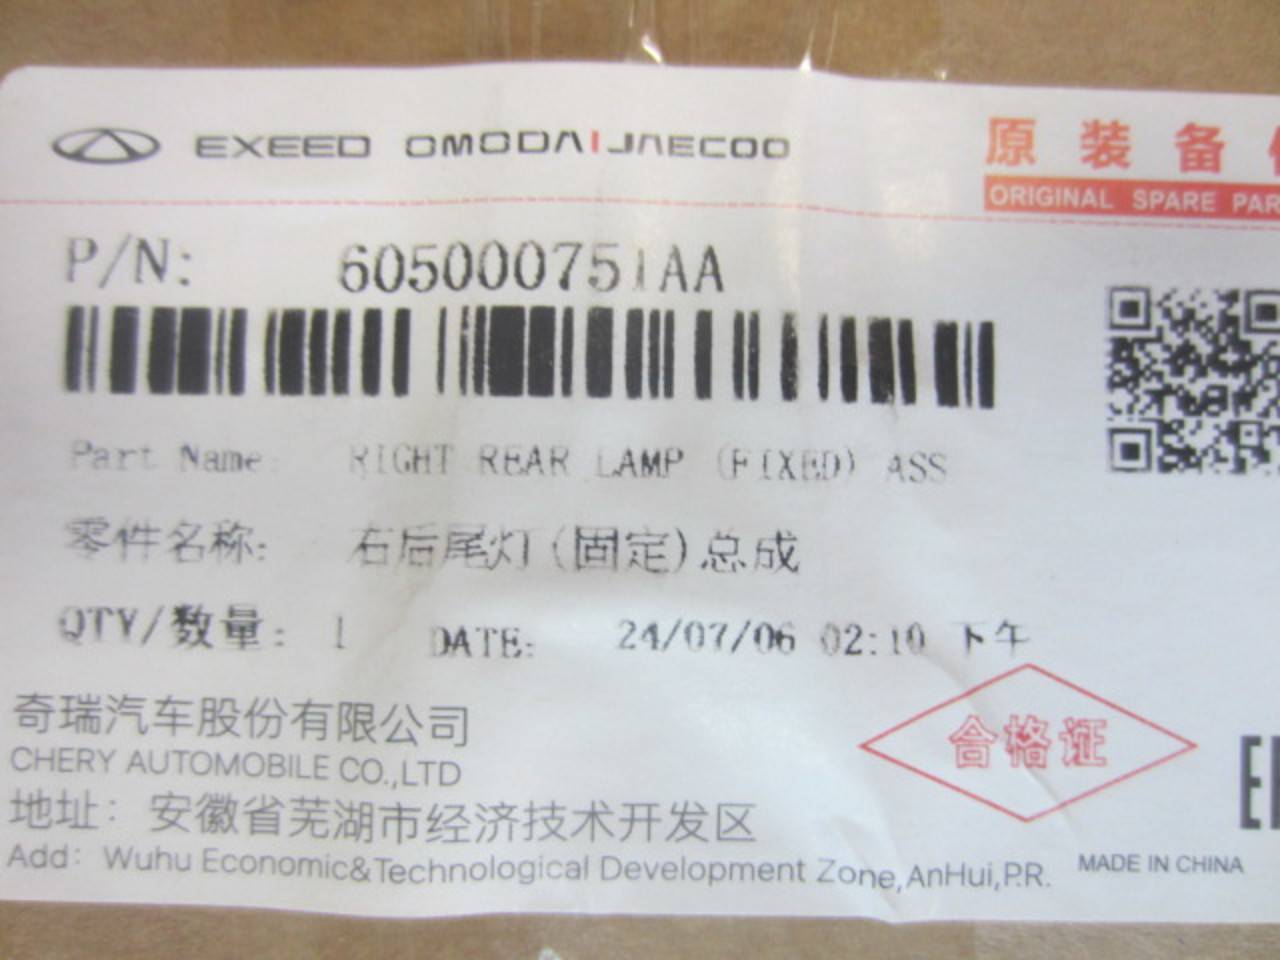 EXEED OMODA|JAECOO
原装备
ORIGINAL SPARE PAR
P/N: 605000751AA
Part Name: RIGHT REAR LAMP (FIXED) ASS
零件名称: 右后尾灯(固定)总成
QTY/数量: 1 DATE: 24/07/06 02:10 下午
奇瑞汽车股份有限公司
CHERY AUTOMOBILE CO.,LTD
合格证
地址: 安徽省芜湖市经济技术开发区
Add: Wuhu Economic&Technological Development Zone,AnHui,P.R.
MADE IN CHINA